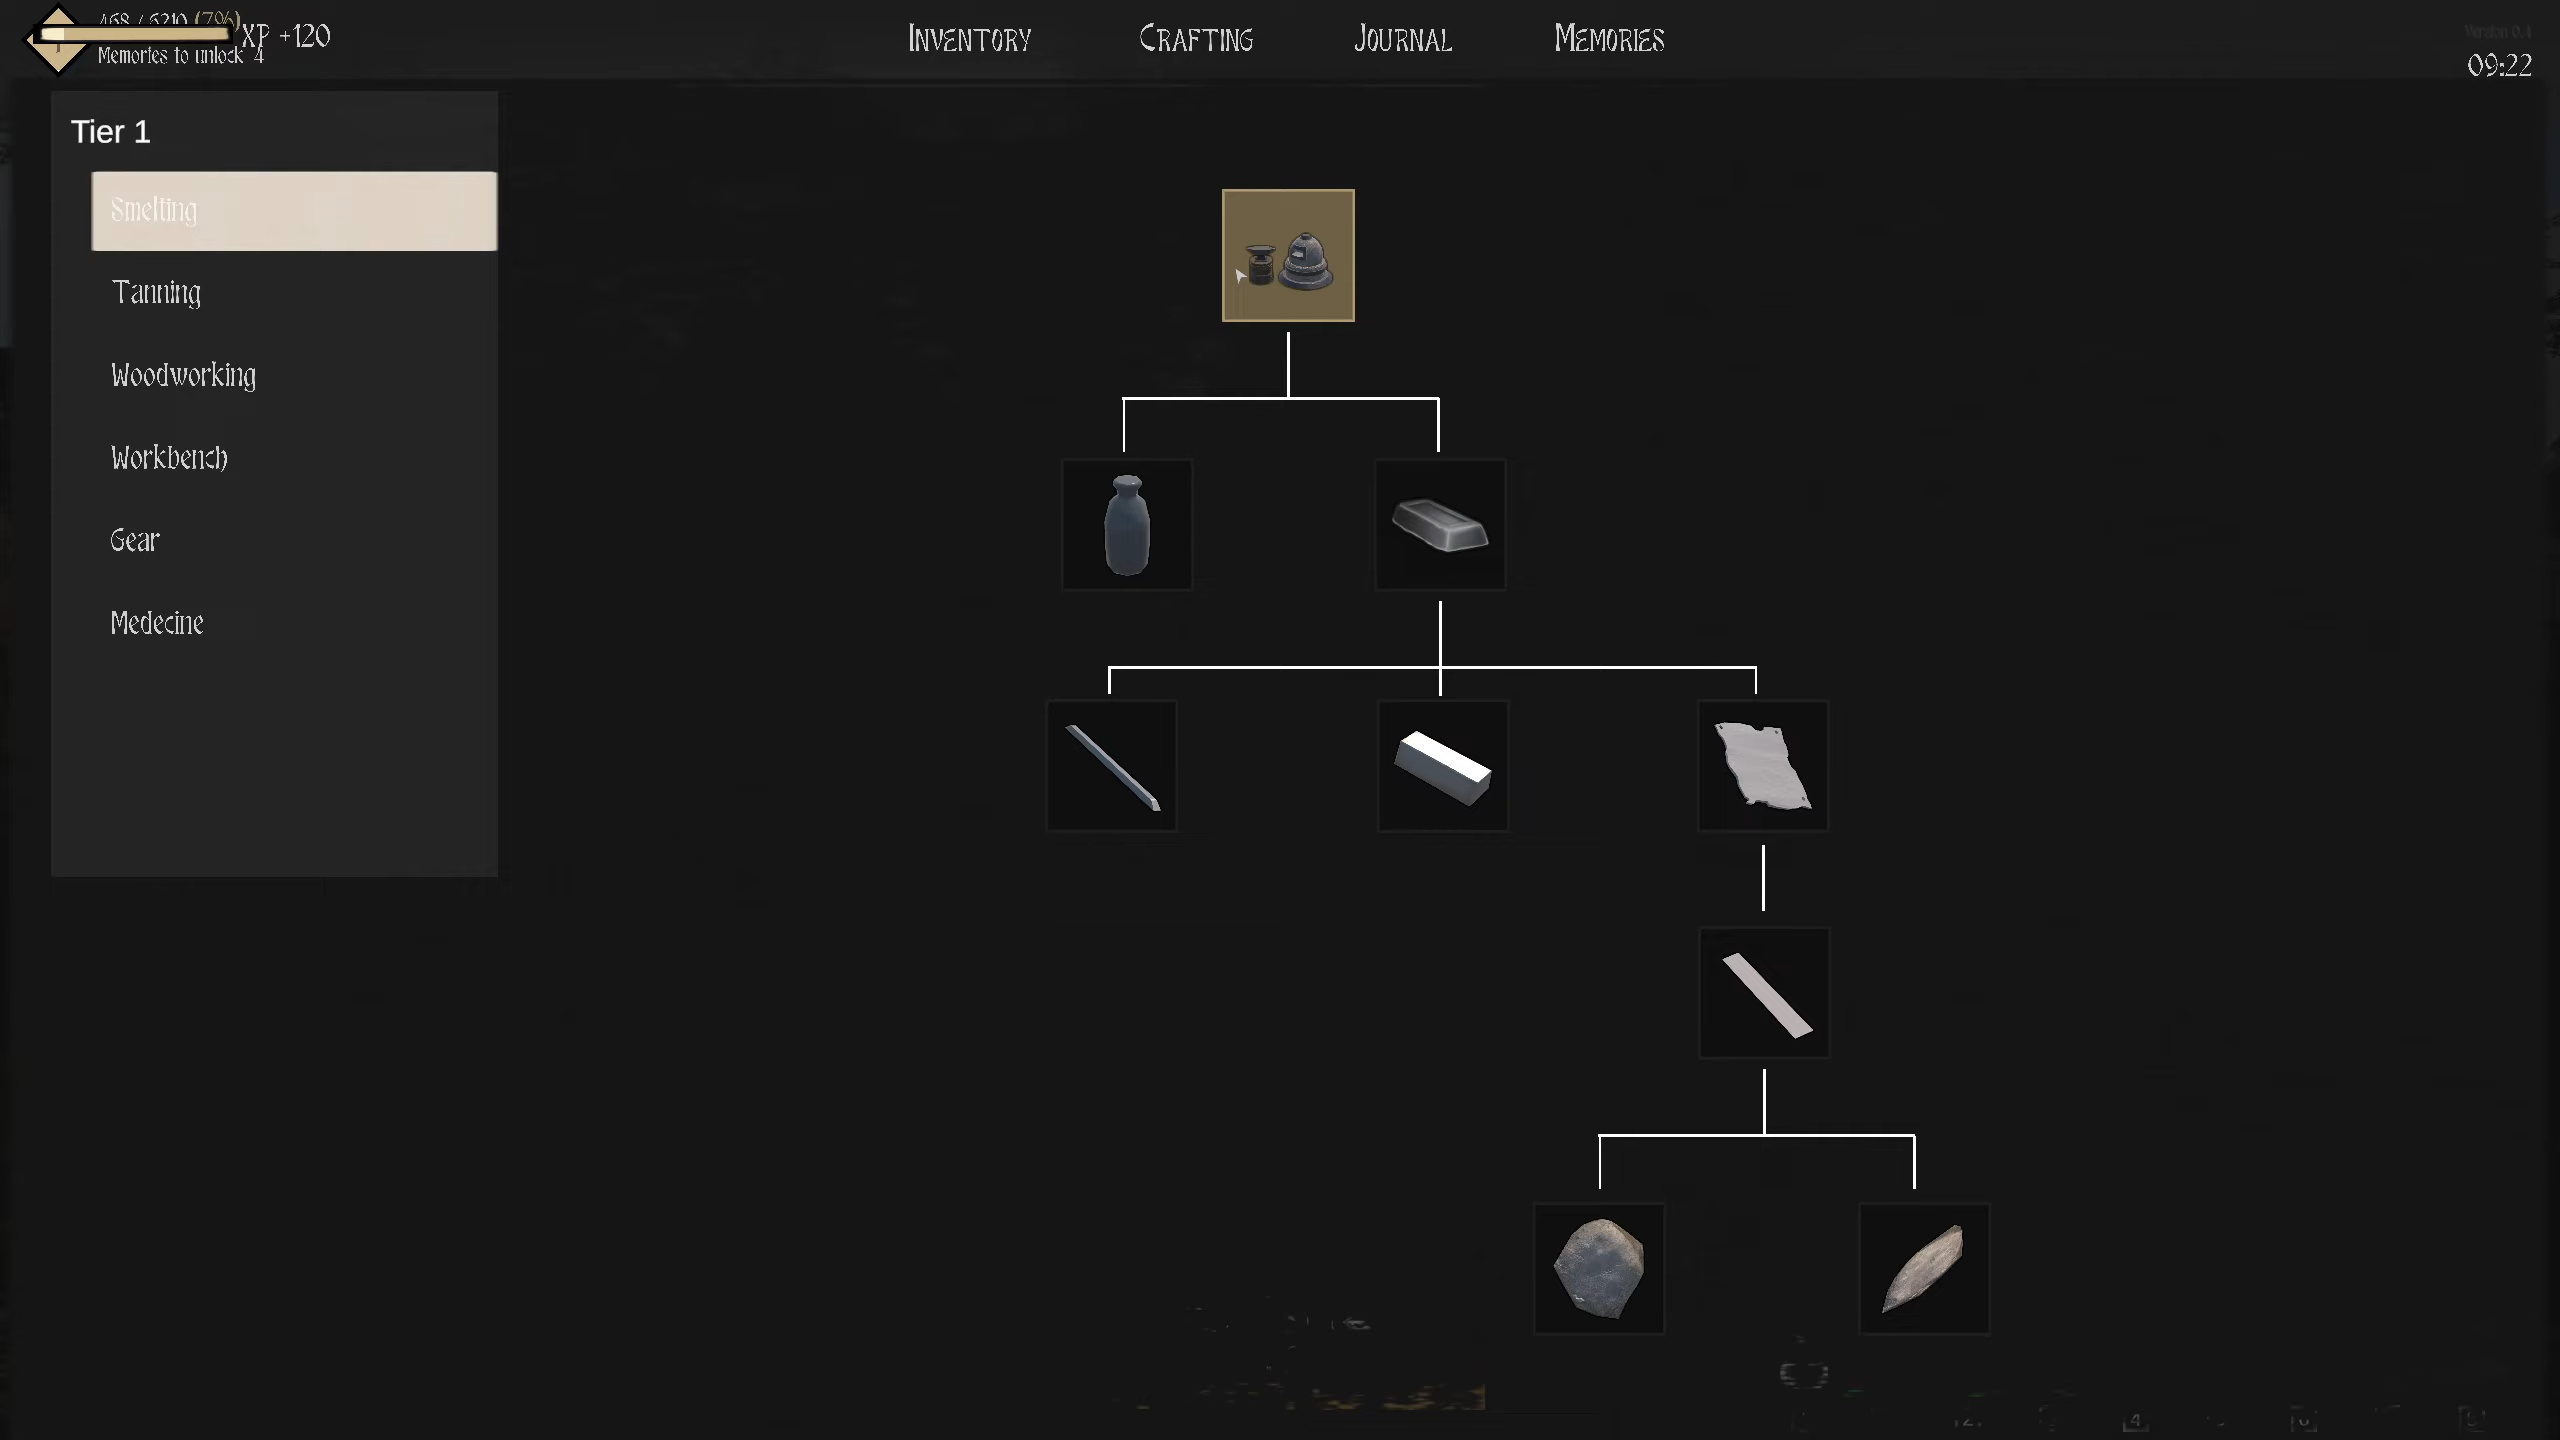 (7%)
XP +120
Memories to unlock 4
INVENTORY
CRAFTING
JOURNAL
MEMORIES
09:22
Tier 1
Smelting
Tanning
Woodworking
Workbench
Gear
Medecine